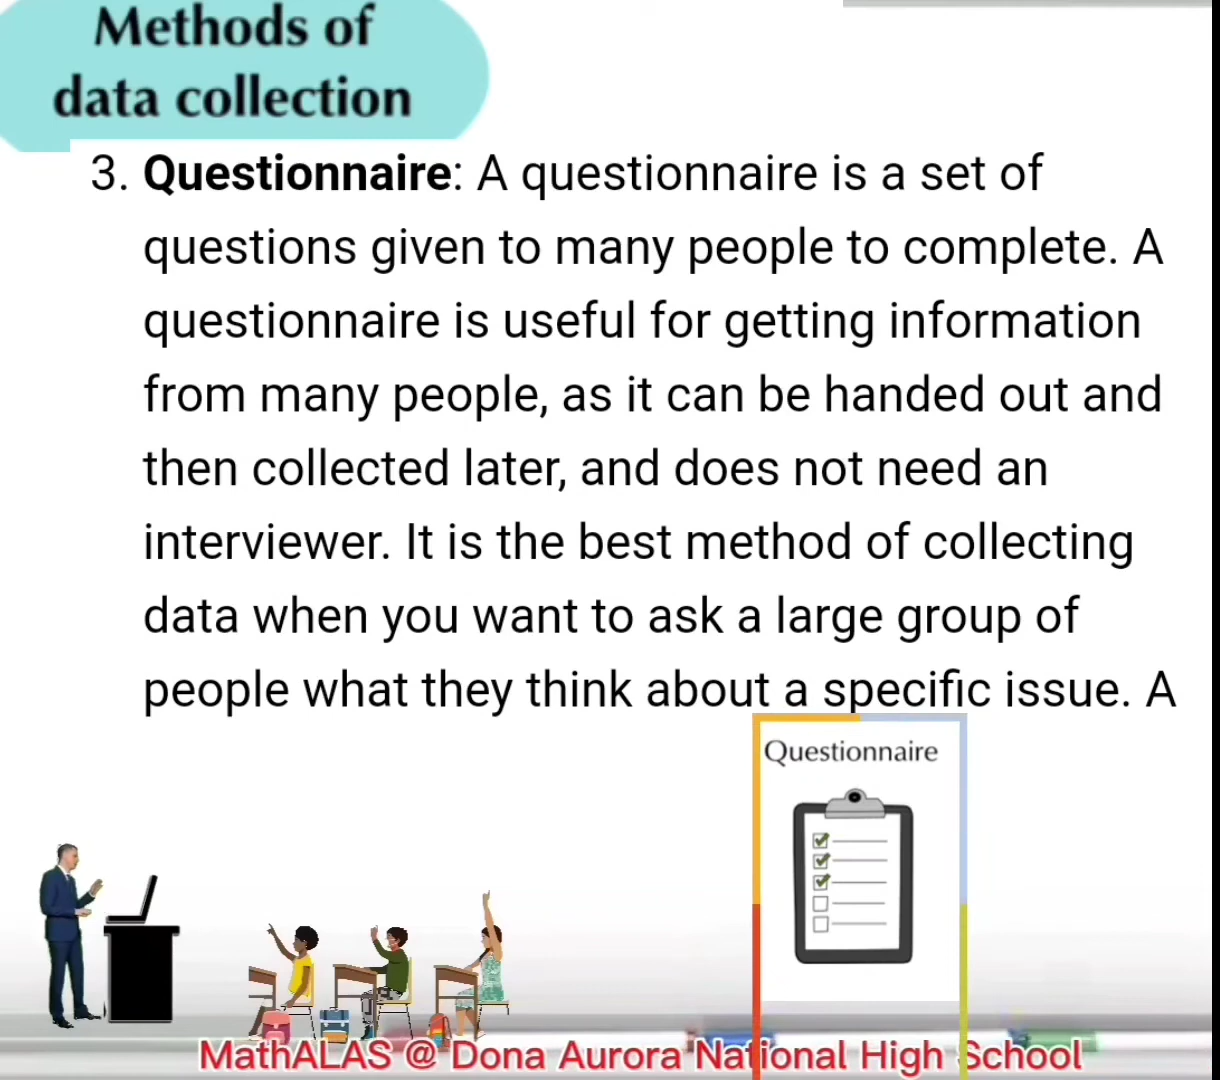 Methods of
data collection
3. Questionnaire: A questionnaire is a set of
questions given to many people to complete. A
questionnaire is useful for getting information
from many people, as it can be handed out and
then collected later, and does not need an
interviewer. It is the best method of collecting
data when you want to ask a large group of
people what they think about a specific issue. A
Questionnaire
MathALAS @ Dona Aurora National High School